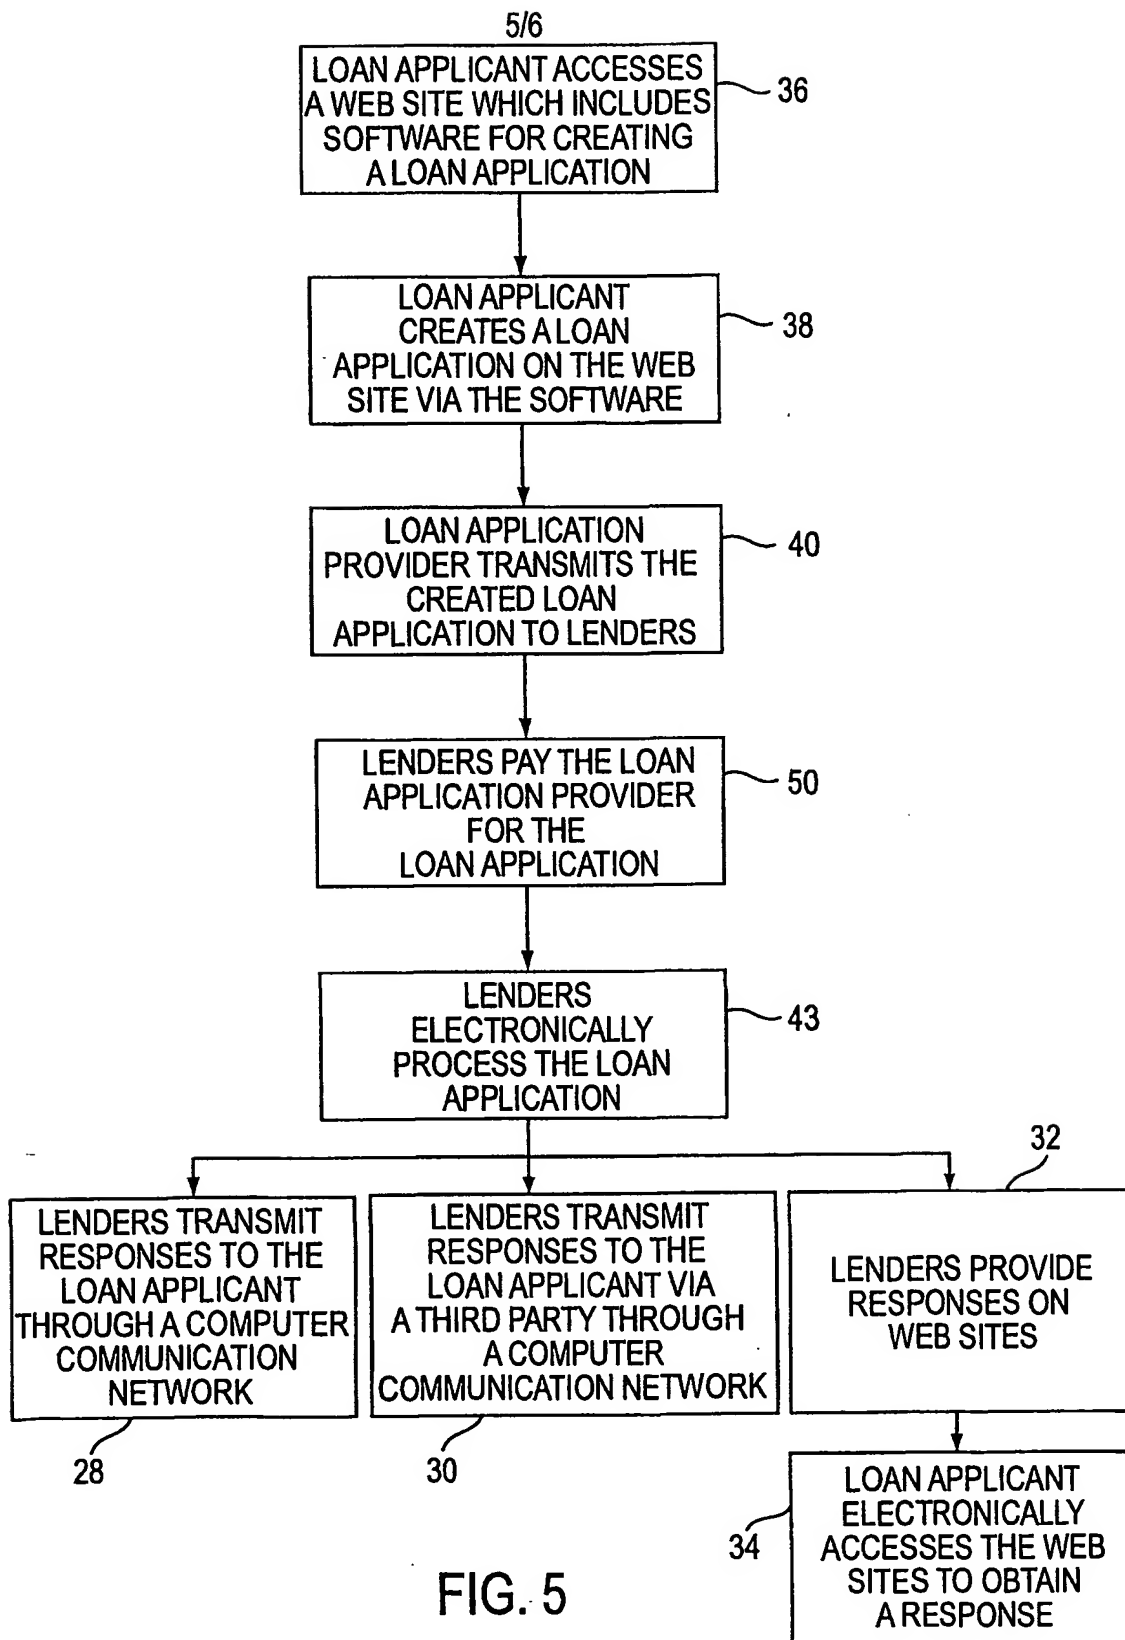 5/6
LOAN APPLICANT ACCESSES
A WEB SITE WHICH INCLUDES
SOFTWARE FOR CREATING
A LOAN APPLICATION
36
LOAN APPLICANT
CREATES A LOAN
APPLICATION ON THE WEB
SITE VIA THE SOFTWARE
38
LOAN APPLICATION
PROVIDER TRANSMITS THE
CREATED LOAN
APPLICATION TO LENDERS
40
LENDERS PAY THE LOAN
APPLICATION PROVIDER
FOR THE
LOAN APPLICATION
50
LENDERS
ELECTRONICALLY
PROCESS THE LOAN
APPLICATION
43
LENDERS TRANSMIT
RESPONSES TO THE
LOAN APPLICANT
THROUGH A COMPUTER
COMMUNICATION
NETWORK
28
LENDERS TRANSMIT
RESPONSES TO THE
LOAN APPLICANT VIA
A THIRD PARTY THROUGH
A COMPUTER
COMMUNICATION NETWORK
30
32
LENDERS PROVIDE
RESPONSES ON
WEB SITES
LOAN APPLICANT
ELECTRONICALLY
ACCESSES THE WEB
SITES TO OBTAIN
A RESPONSE
34
FIG. 5